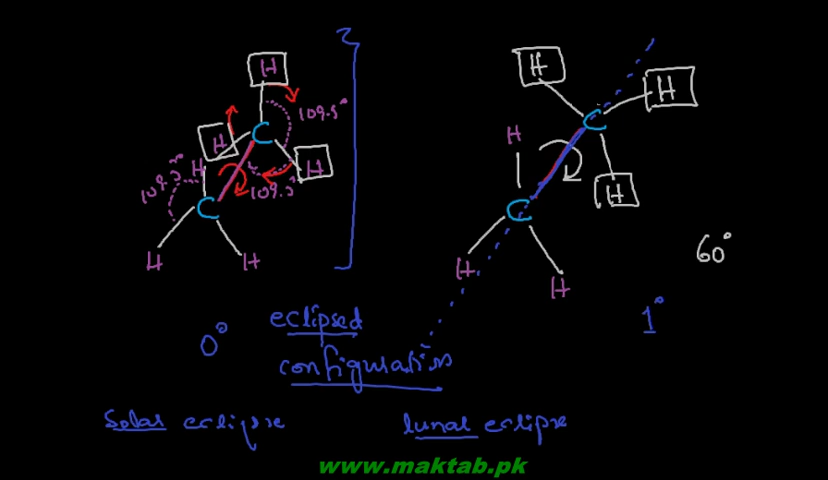 H H H
H 109.5° H H
C C
109.5° H 109.5° H H
C C
H H H H
60°
0° eclipsed 1°
configuration
Solar eclipse lunar eclipse
www.maktab.pk